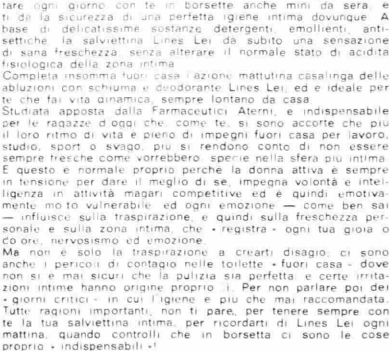 tare ogni giorno con te in borsette anche mini da sera, e
ti dà la sicurezza di una perfetta igiene intima dovunque. A
base di delicatissime sostanze detergenti, emollienti, anti-
settiche, la salviettina Lines Lei dà subito una sensazione
di sana freschezza, senza alterare il normale stato di acidità
fisiologica della zona intima.
Completa insomma fuori casa l'azione mattutina casalinga delle
abluzioni con schiuma e deodorante Lines Lei, ed è ideale per
te che fai vita dinamica, sempre lontano da casa.
Studiata apposta dalla Farmaceutici Aterni, è indispensabile
per le ragazze di oggi che, come te, si sono accorte che più
il loro ritmo di vita è pieno di impegni fuori casa per lavoro,
studio, sport o svago, più si rendono conto di non essere
sempre fresche come vorrebbero, specie nella sfera più intima.
E questo è normale proprio perché la donna attiva è sempre
in tensione per dare il meglio di sé, impegna volontà e intel-
ligenza in attività magari competitive ed è quindi emotiva-
mente molto vulnerabile ed ogni emozione — come ben sai
— influisce sulla traspirazione, e quindi sulla freschezza per-
sonale e sulla zona intima, che « registra » ogni tua gioia o
dolore, nervosismo ed emozione.
Ma non è solo la traspirazione a crearti disagio, ci sono
anche i pericoli di contagio nelle toilette « fuori casa » dove
non si è mai sicuri che la pulizia sia perfetta e certe irrita-
zioni intime hanno origine proprio lì. Per non parlare poi dei
« giorni critici » in cui l'igiene è più che mai raccomandata.
Tutte ragioni importanti, non ti pare, per tenere sempre con
te la tua salviettina intima, per ricordarti di Lines Lei ogni
mattina, quando controlli che in borsetta ci sono le cose
proprio « indispensabili »!